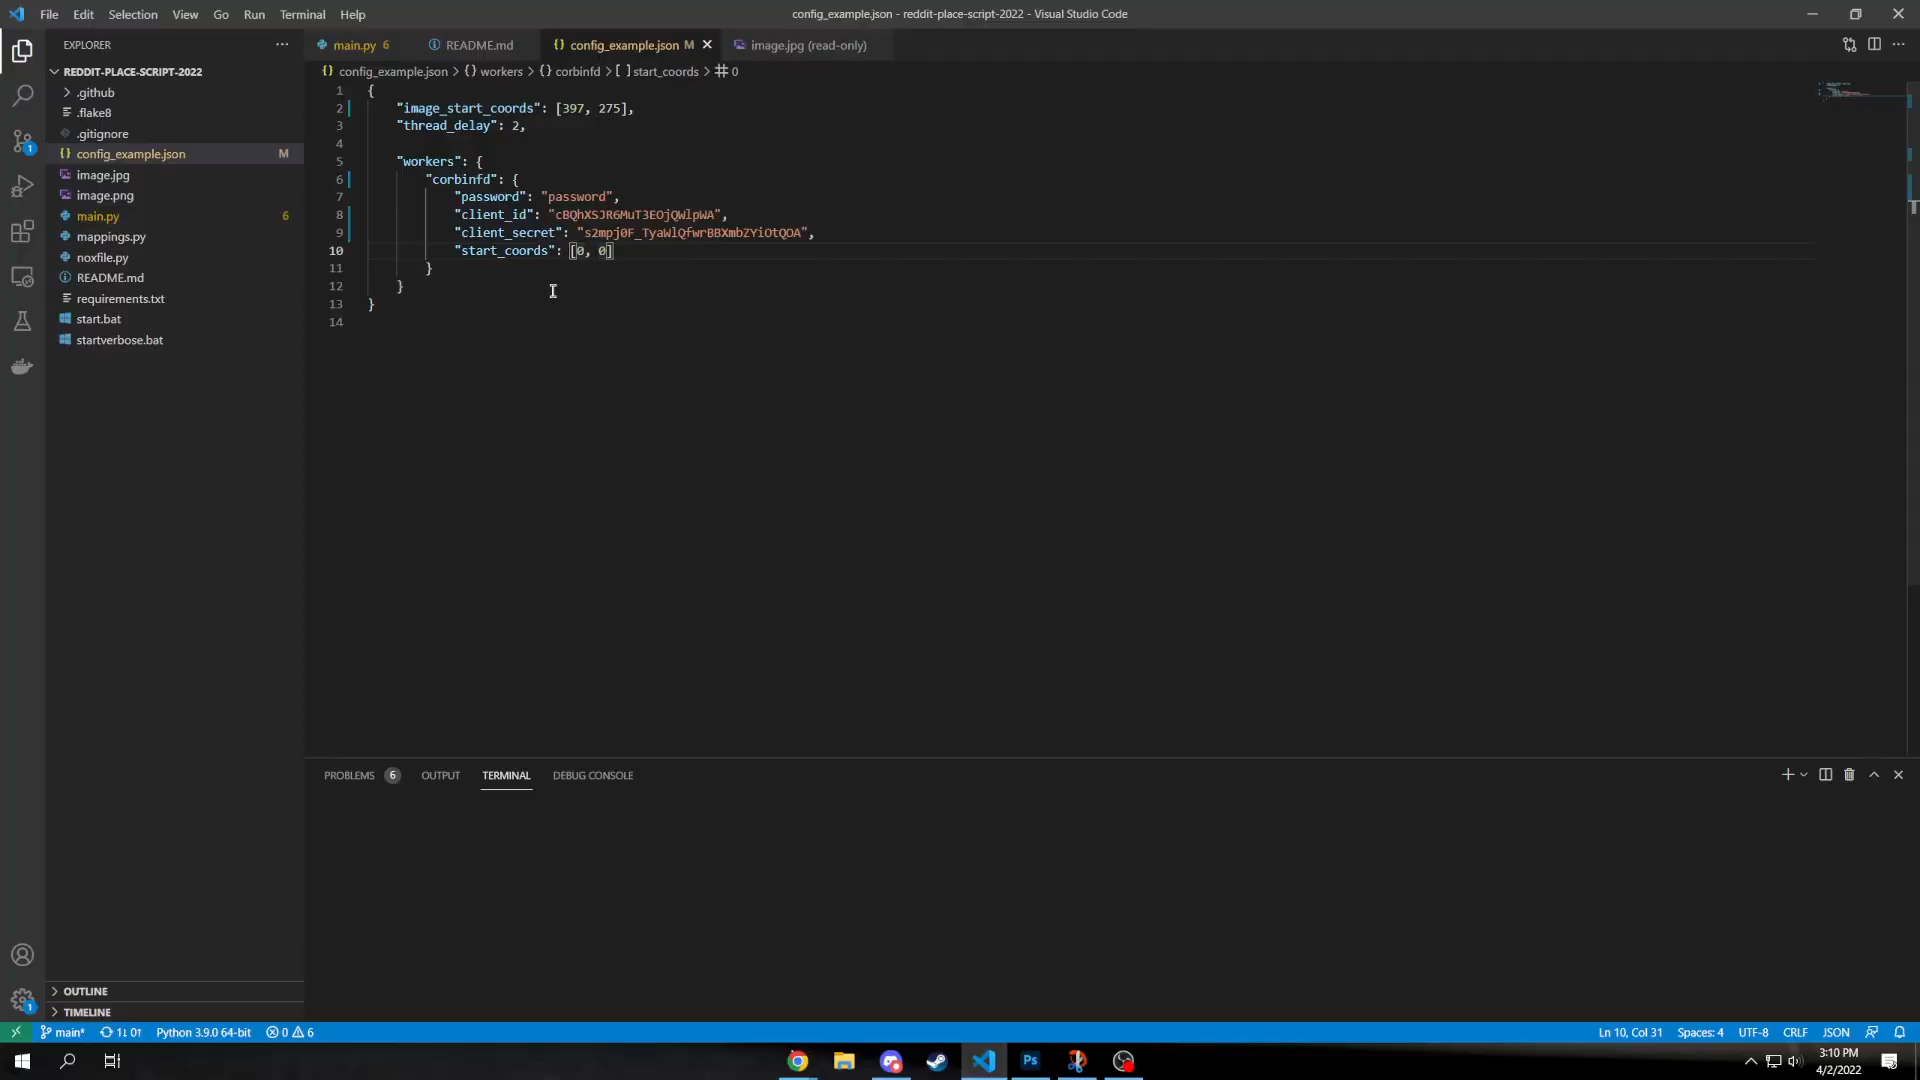 File Edit Selection View Go Run Terminal Help
config_example.json - reddit-place-script-2022 - Visual Studio Code
EXPLORER
REDDIT-PLACE-SCRIPT-2022
.github
.flake8
.gitignore
config_example.json M
image.jpg
image.png
main.py 6
mappings.py
noxfile.py
README.md
requirements.txt
start.bat
startverbose.bat
OUTLINE
TIMELINE
main.py 6 README.md config_example.json M image.jpg (read-only)
config_example.json > {} workers > {} corbinfd > [ ] start_coords > # 0
1 {
2 "image_start_coords": [397, 275],
3 "thread_delay": 2,
4
5 "workers": {
6 "corbinfd": {
7 "password": "password",
8 "client_id": "cBQhXSJR6MuT3EOjQWlpWA",
9 "client_secret": "s2mpj0F_TyaWlQfwrBBXmbZYiOtQOA",
10 "start_coords": [0, 0]
11 }
12 }
13 }
14
PROBLEMS 6 OUTPUT TERMINAL DEBUG CONSOLE
main* 1↓ 0↑ Python 3.9.0 64-bit 0 6
Ln 10, Col 31 Spaces: 4 UTF-8 CRLF JSON
Ps
3:10 PM
4/2/2022